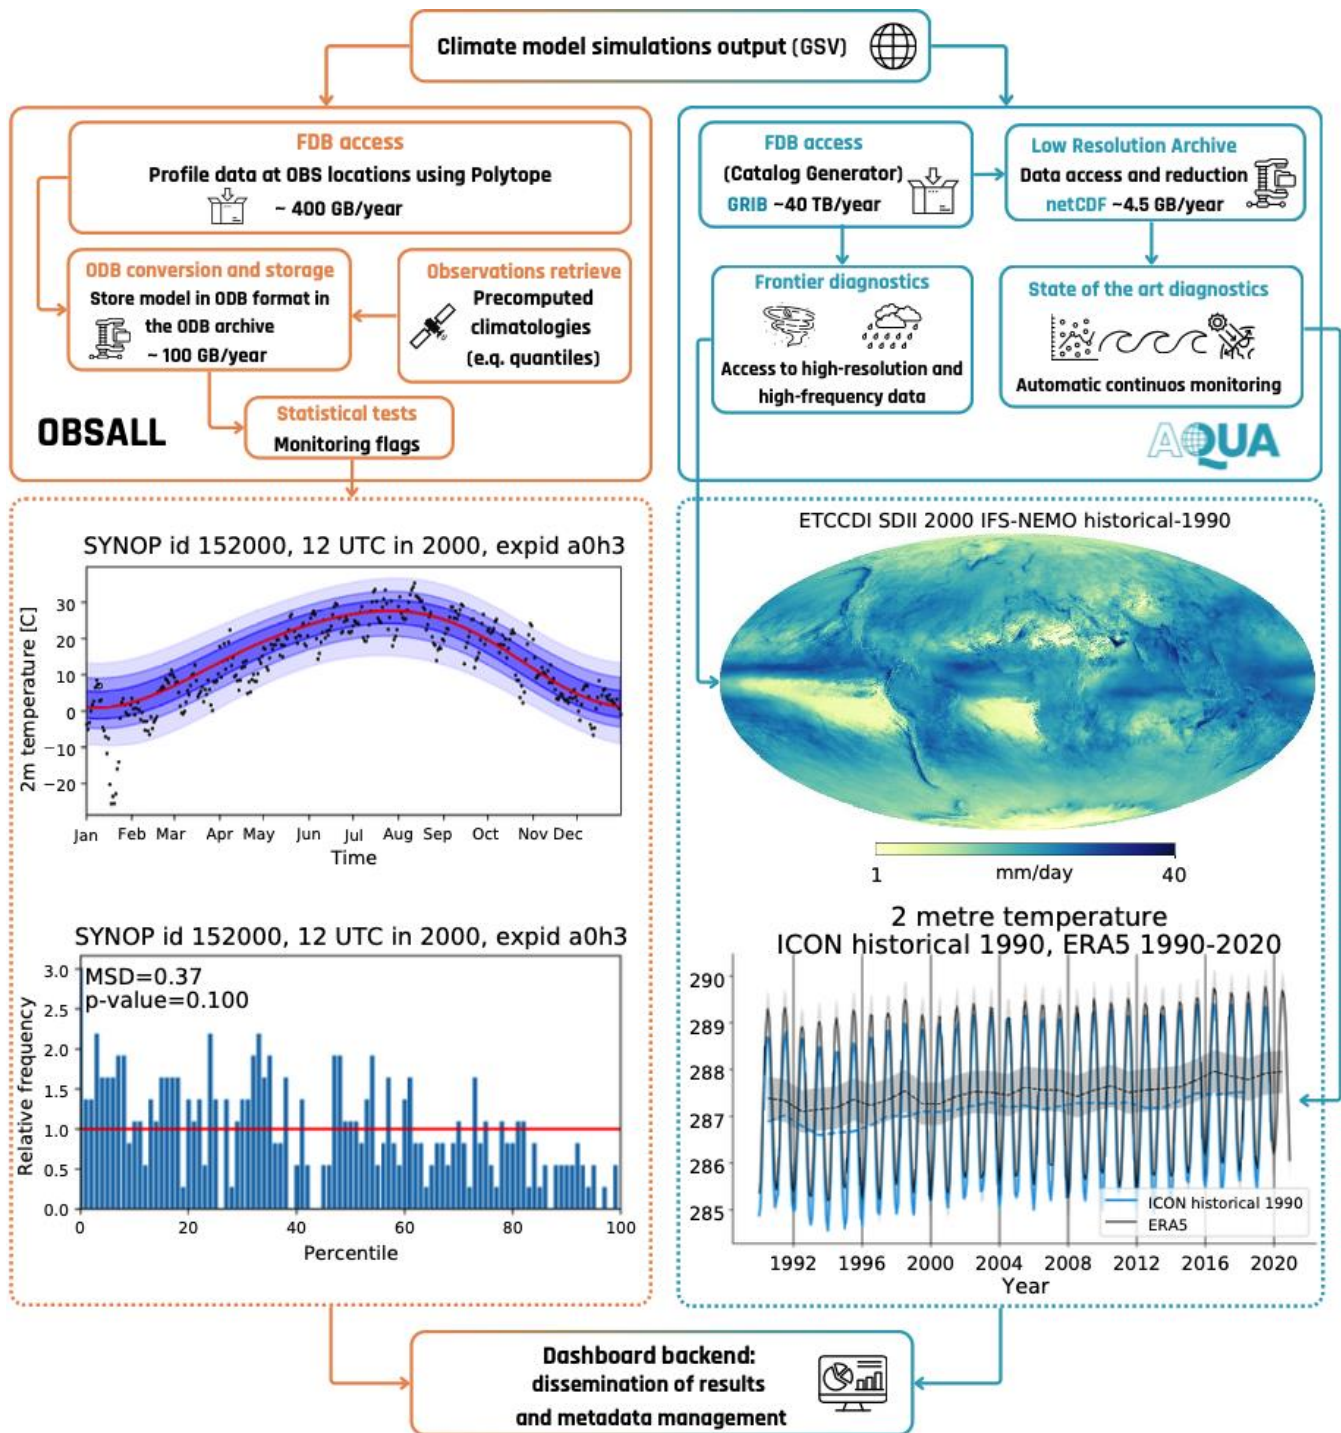 Climate model simulations output (GSV)
FDB access
Profile data at OBS locations using Polytope
~ 400 GB/year
ODB conversion and storage
Store model in ODB format in
the ODB archive
~ 100 GB/year
Observations retrieve
Precomputed
climatologies
(e.q. quantiles)
Statistical tests
Monitoring flags
OBSALL
FDB access
(Catalog Generator)
GRIB ~40 TB/year
Low Resolution Archive
Data access and reduction
netCDF ~4.5 GB/year
Frontier diagnostics
Access to high-resolution and
high-frequency data
State of the art diagnostics
Automatic continuos monitoring
AQUA
SYNOP id 152000, 12 UTC in 2000, expid a0h3
2m temperature [C]
30
20
10
0
−10
−20
Jan Feb Mar Apr May Jun Jul Aug Sep Oct Nov Dec
Time
SYNOP id 152000, 12 UTC in 2000, expid a0h3
MSD=0.37
p-value=0.100
Relative frequency
3.0
2.5
2.0
1.5
1.0
0.5
0.0
0 20 40 60 80 100
Percentile
ETCCDI SDII 2000 IFS-NEMO historical-1990
1 mm/day 40
2 metre temperature
ICON historical 1990, ERA5 1990-2020
290
289
288
287
286
285
ICON historical 1990
ERA5
1992 1996 2000 2004 2008 2012 2016 2020
Year
Dashboard backend:
dissemination of results
and metadata management